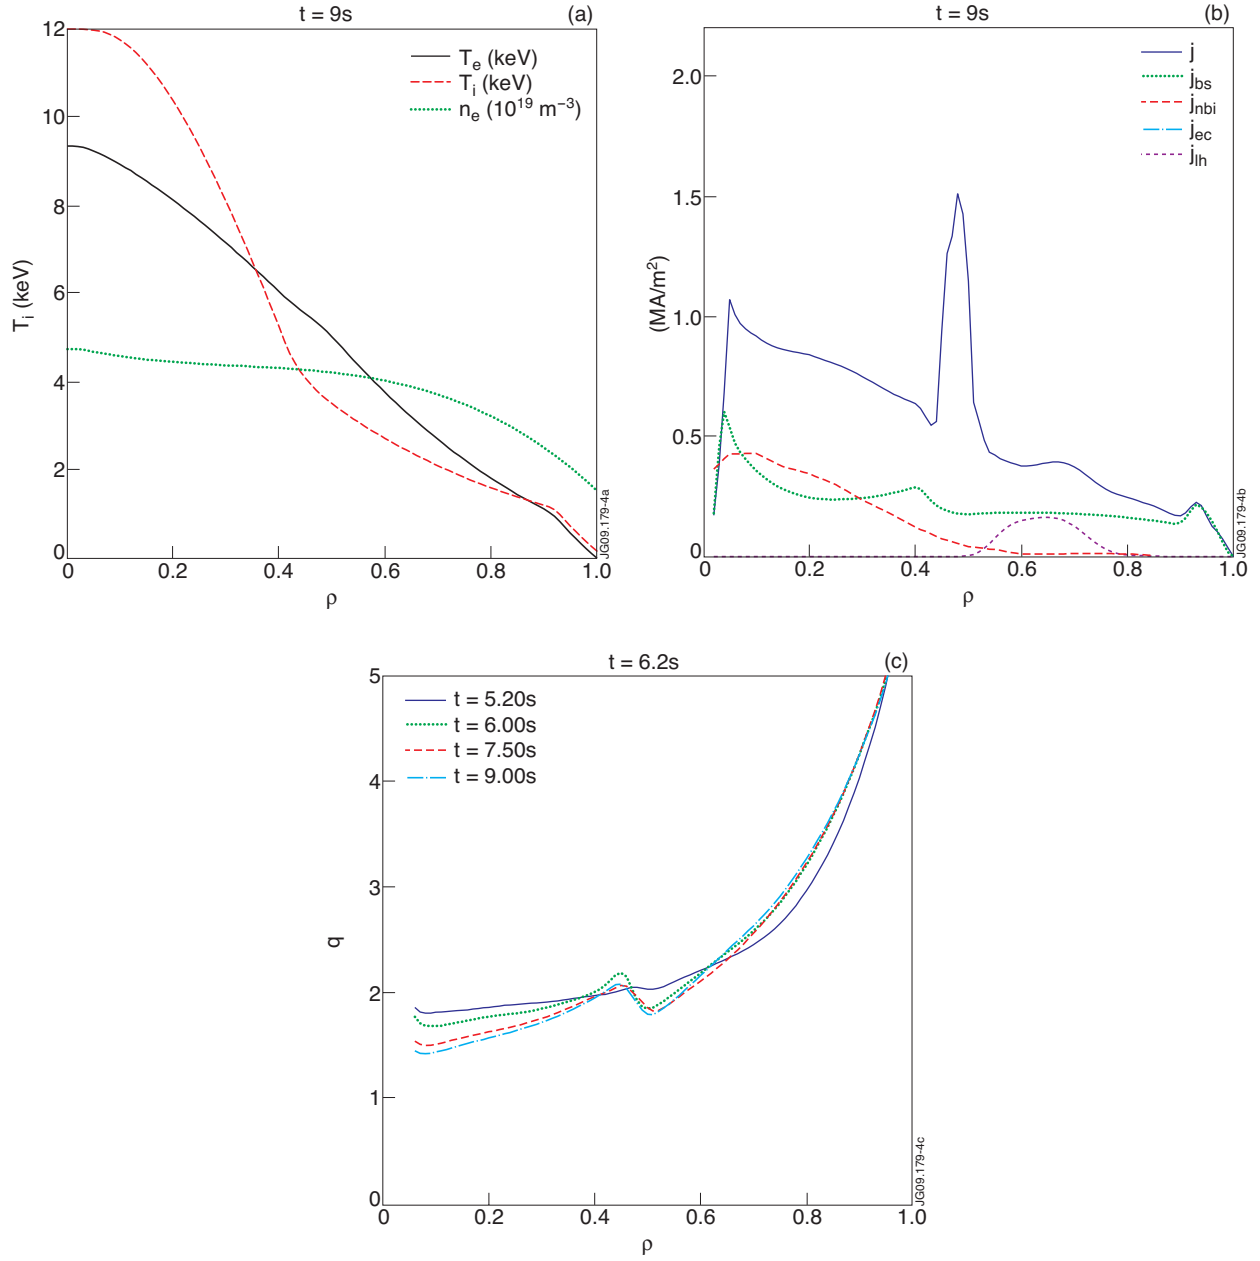 t = 9s
(a)
T_e (keV)
T_i (keV)
n_e (10^19 m^−3)
12
10
8
6
4
2
0
T_i (keV)
0
0.2
0.4
0.6
0.8
1.0
ρ
JG09.179-4a
t = 9s
(b)
j
j_bs
j_nbi
j_ec
j_lh
2.0
1.5
1.0
0.5
0
(MA/m^2)
0
0.2
0.4
0.6
0.8
1.0
ρ
JG09.179-4b
t = 6.2s
(c)
t = 5.20s
t = 6.00s
t = 7.50s
t = 9.00s
5
4
3
2
1
0
q
0
0.2
0.4
0.6
0.8
1.0
ρ
JG09.179-4c